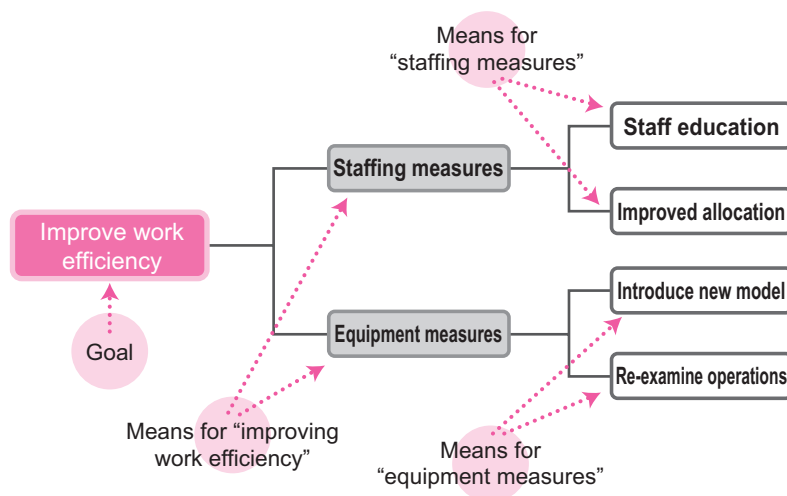 Means for
“staffing measures”
Staff education
Staffing measures
Improved allocation
Improve work
efficiency
Introduce new model
Equipment measures
Goal
Re-examine operations
Means for “improving
work efficiency”
Means for
“equipment measures”